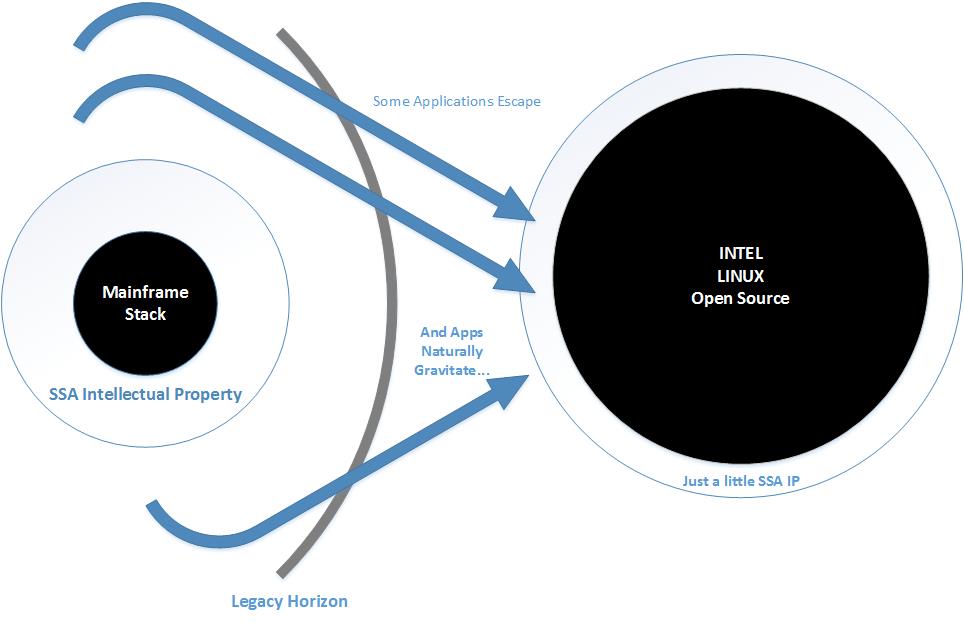 Some Applications Escape
INTEL
LINUX
Open Source
Mainframe
Stack
And Apps
Naturally
Gravitate...
SSA Intellectual Property
Just a little SSA IP
Legacy Horizon